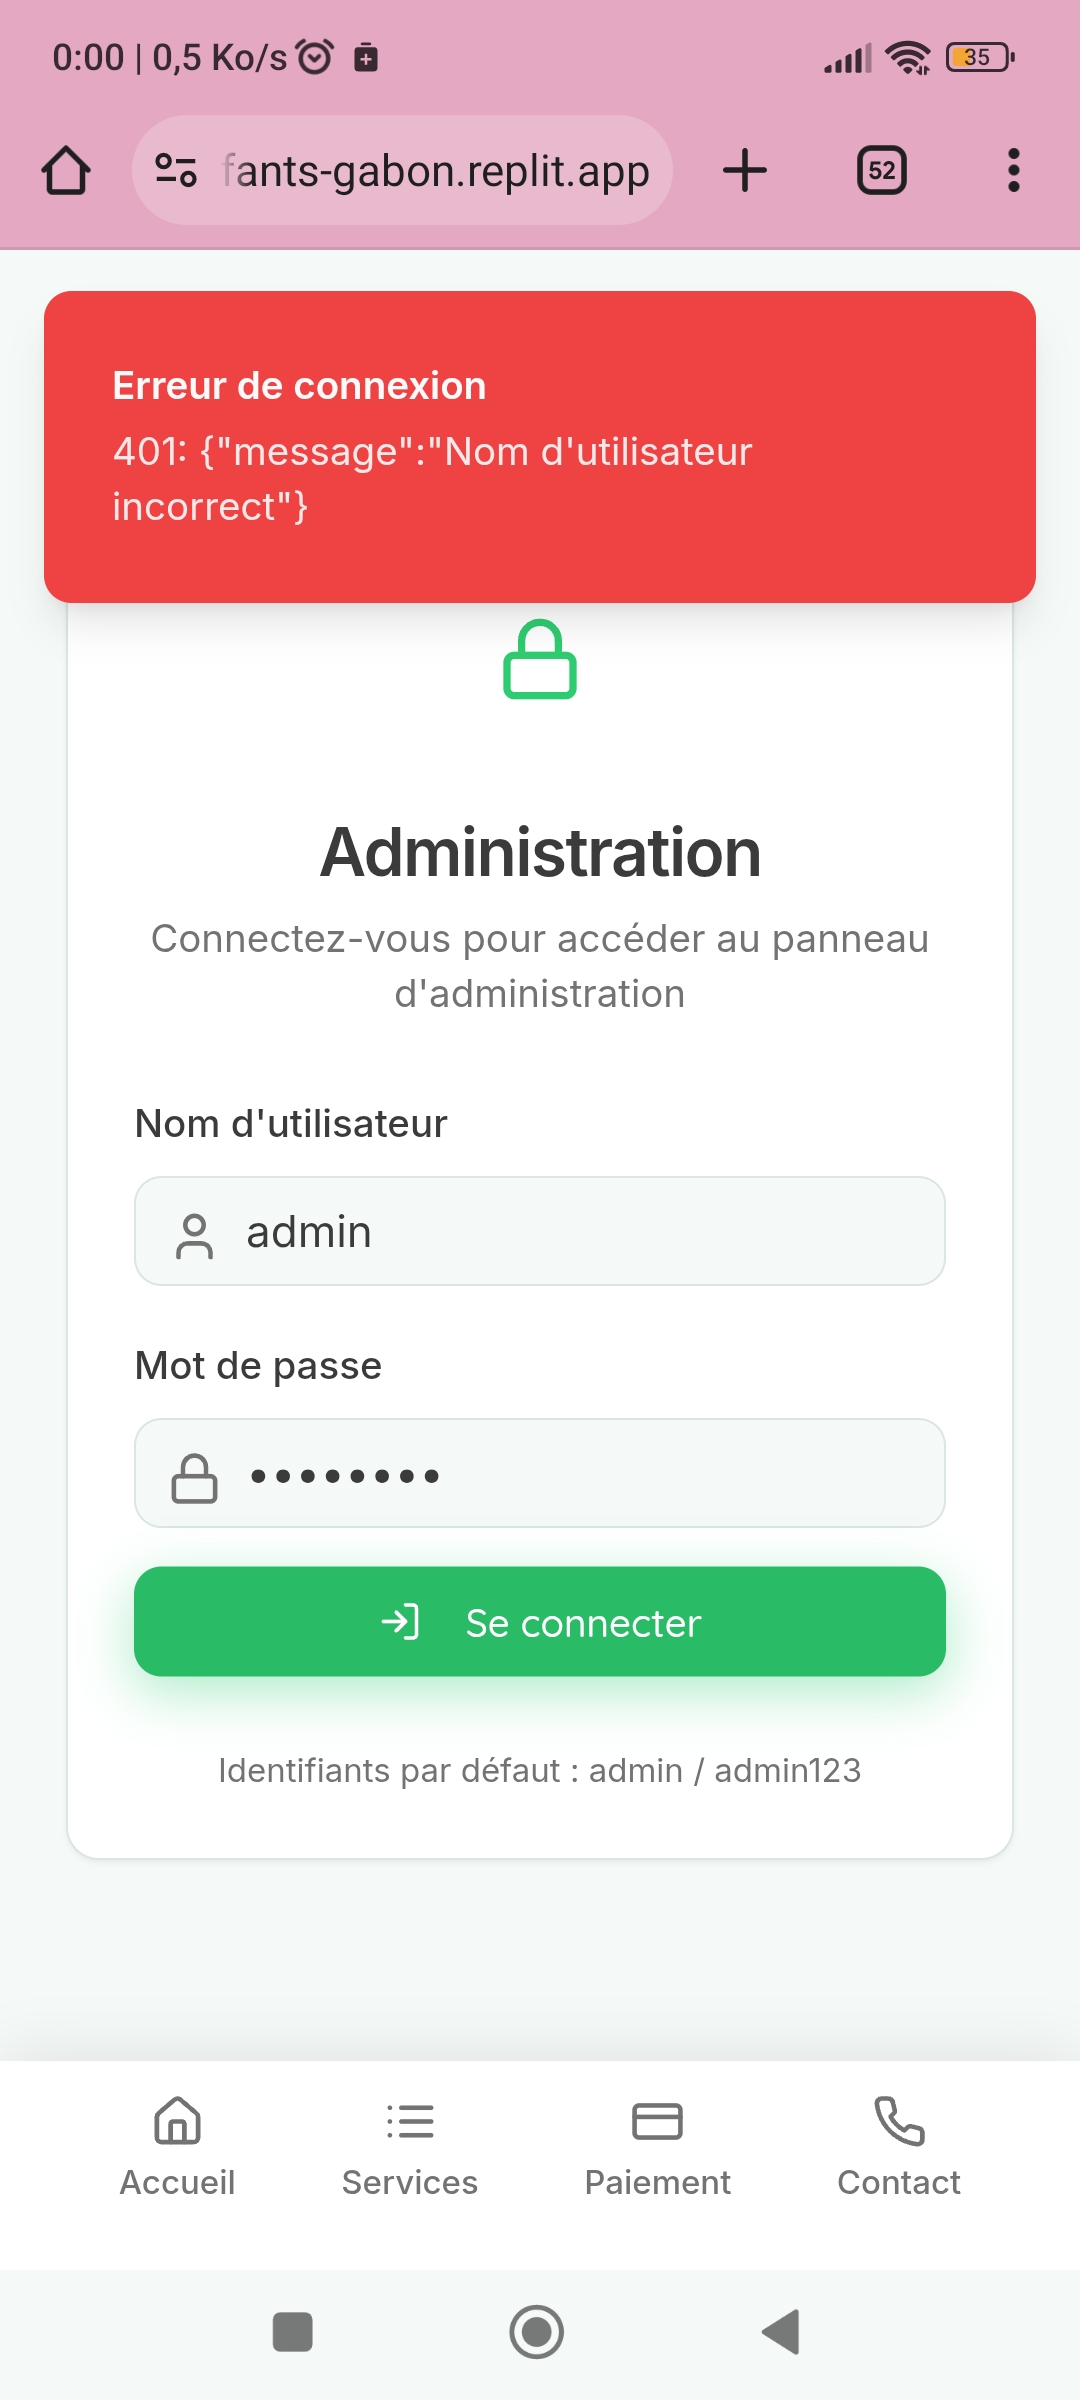 0:00 | 0,5 Ko/s
35
fants-gabon.replit.app
52
Erreur de connexion
401: {"message":"Nom d'utilisateur
incorrect"}
Administration
Connectez-vous pour accéder au panneau
d'administration
Nom d'utilisateur
admin
Mot de passe
••••••••
Se connecter
Identifiants par défaut : admin / admin123
Accueil
Services
Paiement
Contact